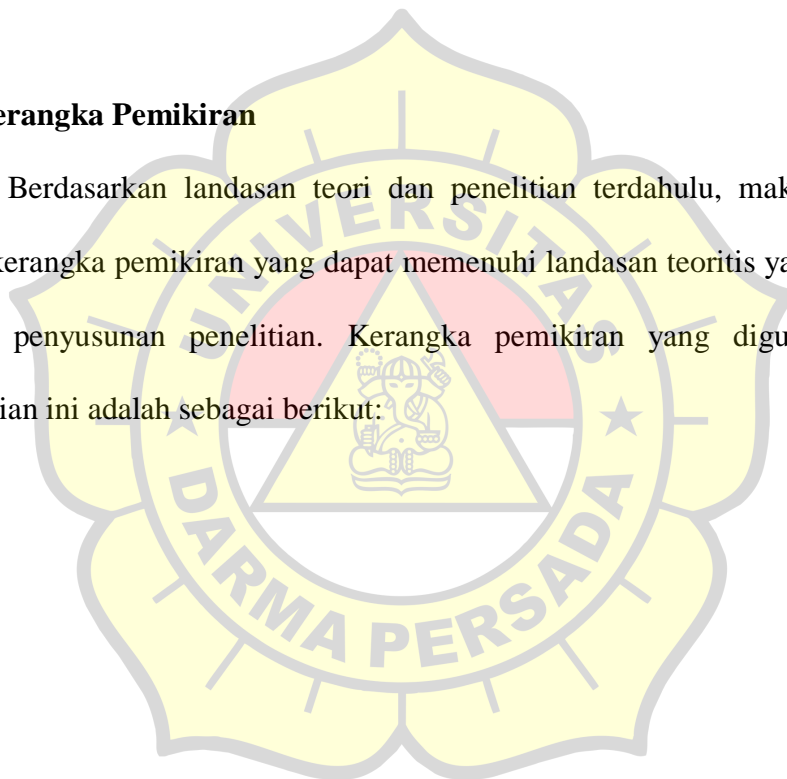 erangka Pemikiran
Berdasarkan landasan teori dan penelitian terdahulu, mak
kerangka pemikiran yang dapat memenuhi landasan teoritis ya
penyusunan penelitian. Kerangka pemikiran yang digu
ian ini adalah sebagai berikut:
UNIVERSITAS
DARMA PERSADA